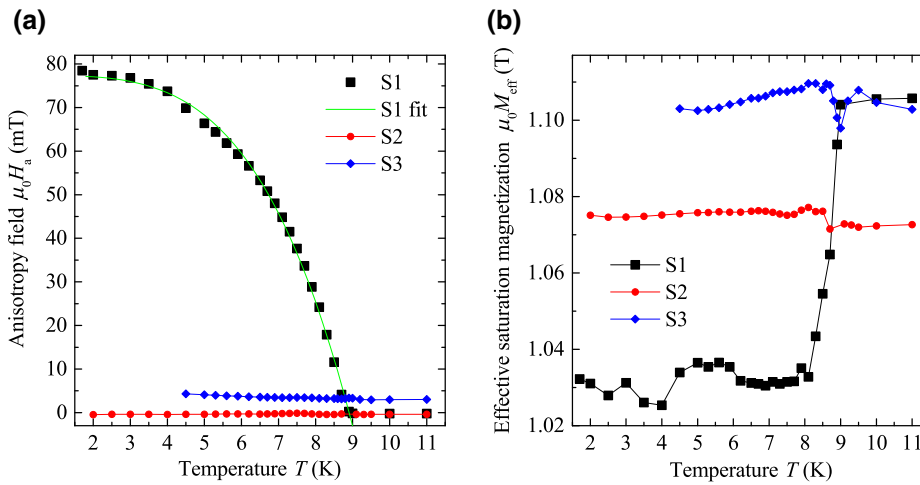 (a)
80
70
60
50
40
30
20
10
5
0
Anisotropy field μ₀Hₐ (mT)
S1
S1 fit
S2
S3
2 3 4 5 6 7 8 9 10 11
Temperature T (K)
(b)
1.10
1.08
1.06
1.04
1.02
Effective saturation magnetization μ₀M_eff (T)
S1
S2
S3
2 3 4 5 6 7 8 9 10 11
Temperature T (K)